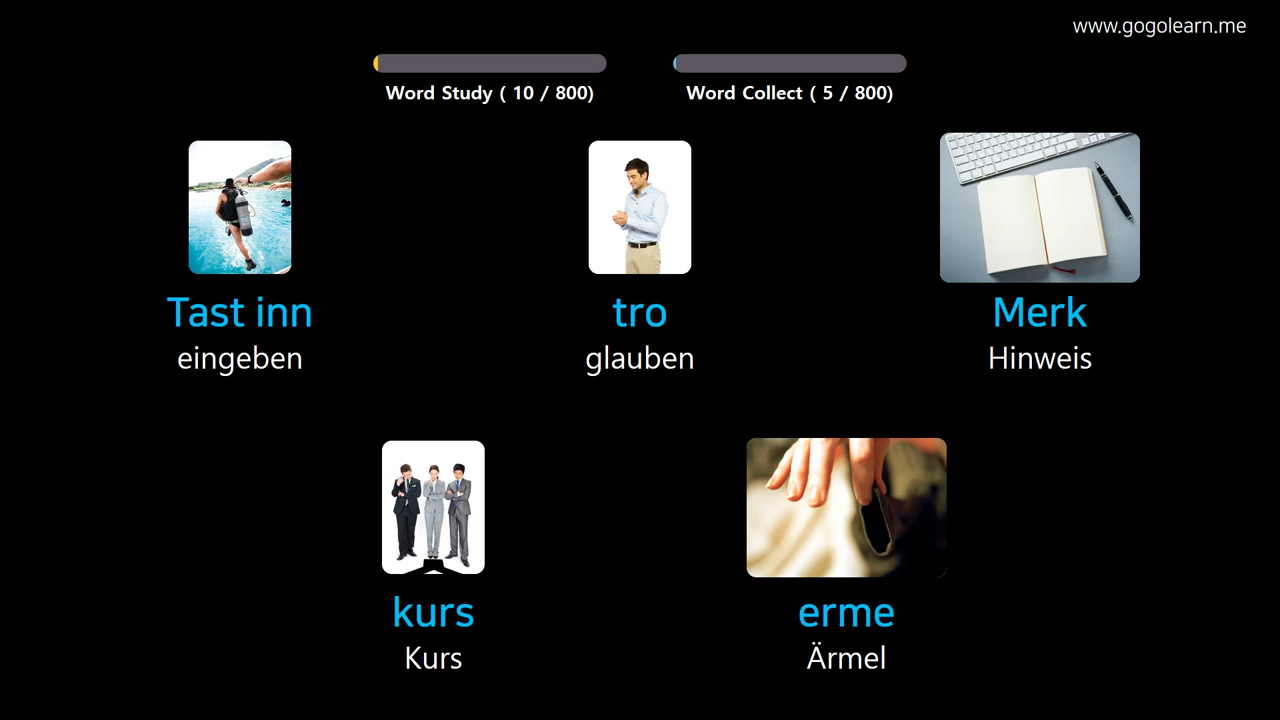 www.gogolearn.me
Word Study ( 10 / 800)
Word Collect ( 5 / 800)
Tast inn
eingeben
tro
glauben
Merk
Hinweis
kurs
Kurs
erme
Ärmel